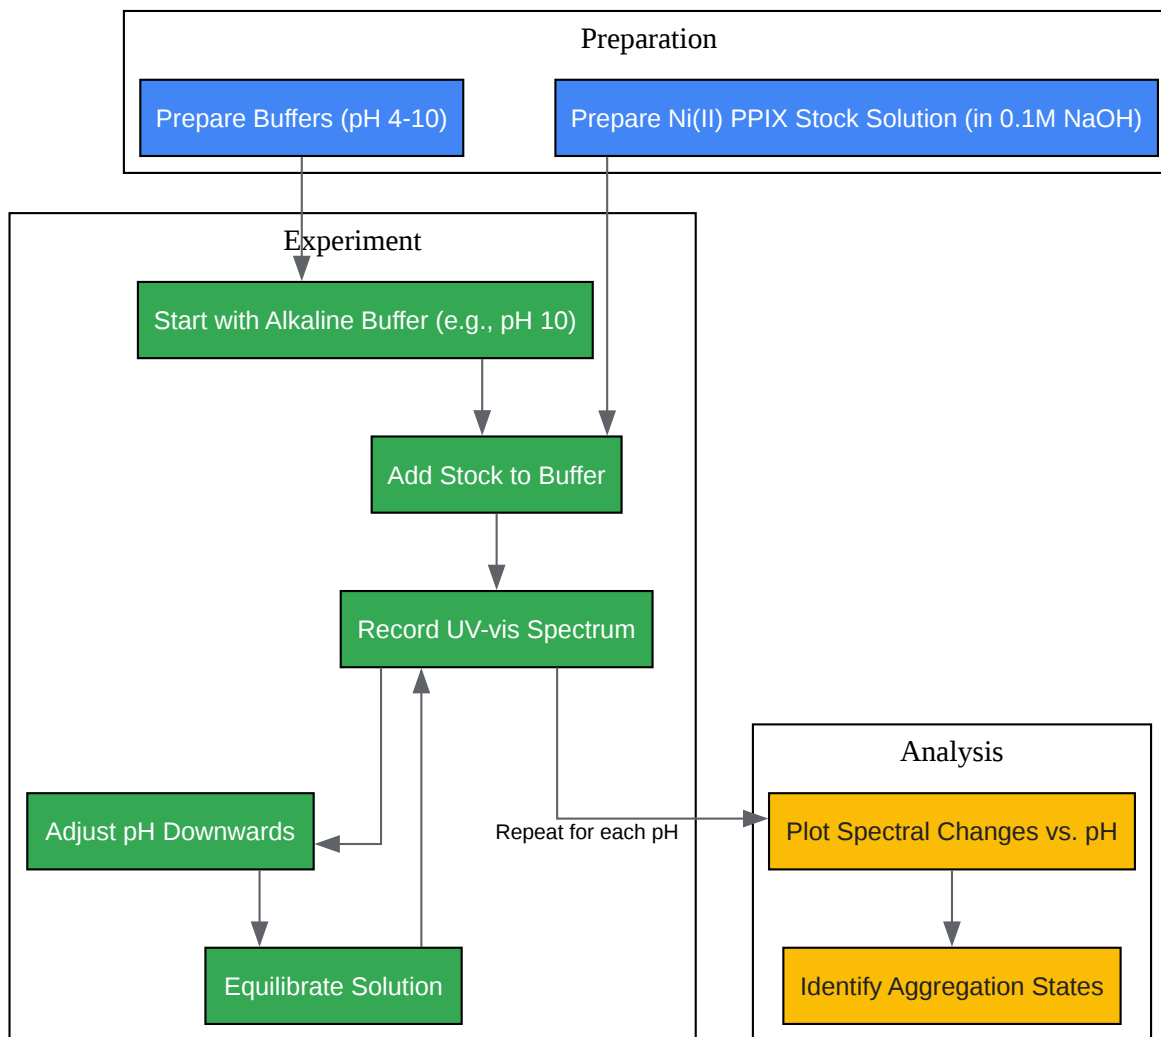 Preparation
Prepare Buffers (pH 4-10)
Prepare Ni(II) PPIX Stock Solution (in 0.1M NaOH)
Experiment
Start with Alkaline Buffer (e.g., pH 10)
Add Stock to Buffer
Record UV-vis Spectrum
Adjust pH Downwards
Equilibrate Solution
Repeat for each pH
Analysis
Plot Spectral Changes vs. pH
Identify Aggregation States